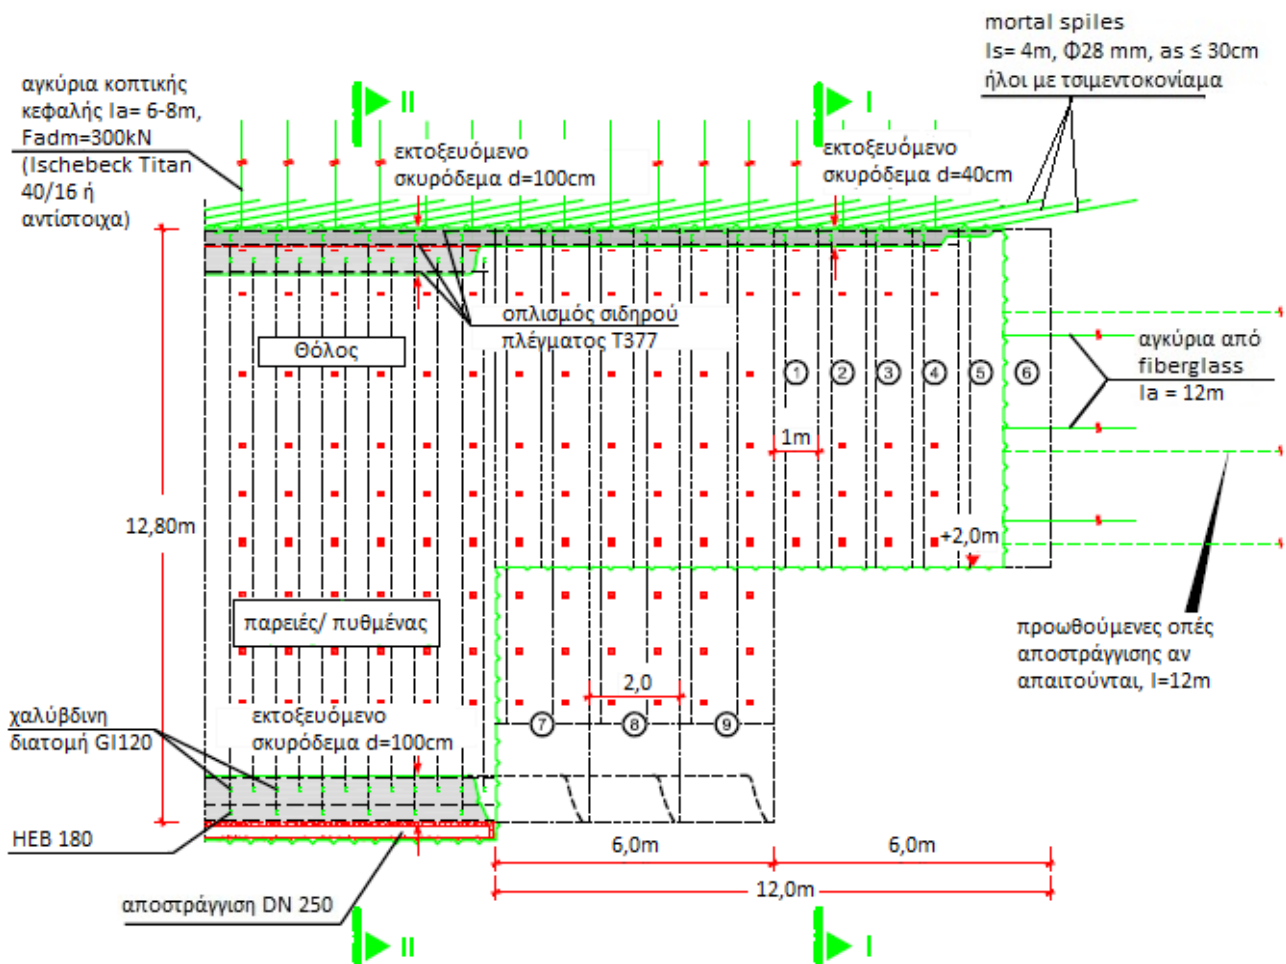 mortal spiles
ls= 4m, Φ28 mm, as ≤ 30cm
ήλοι με τσιμεντοκονίαμα
αγκύρια κοπτικής
κεφαλής la= 6-8m,
Fadm=300kN
(Ischebeck Titan
40/16 ή
αντίστοιχα)
II
I
εκτοξευόμενο
σκυρόδεμα d=100cm
εκτοξευόμενο
σκυρόδεμα d=40cm
οπλισμός σιδηρού
πλέγματος T377
Θόλος
1
2
3
4
5
6
αγκύρια από
fiberglass
la = 12m
1m
12,80m
+2,0m
παρειές/ πυθμένας
προωθούμενες οπές
αποστράγγισης αν
απαιτούνται, l=12m
2,0
χαλύβδινη
διατομή GI120
εκτοξευόμενο
σκυρόδεμα d=100cm
7
8
9
HEB 180
6,0m
6,0m
12,0m
αποστράγγιση DN 250
II
I